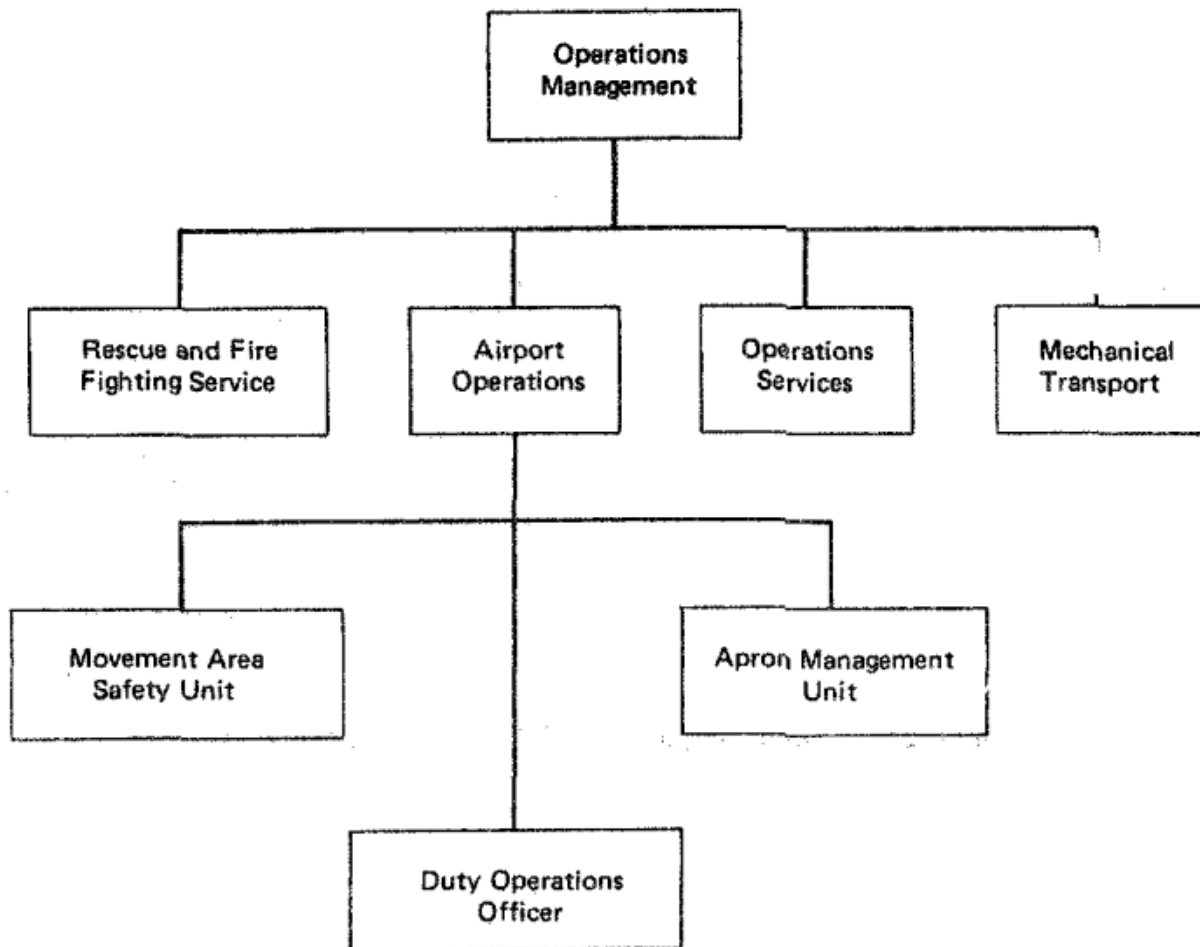 Operations
Management
Rescue and Fire
Fighting Service
Airport
Operations
Operations
Services
Mechanical
Transport
Movement Area
Safety Unit
Apron Management
Unit
Duty Operations
Officer